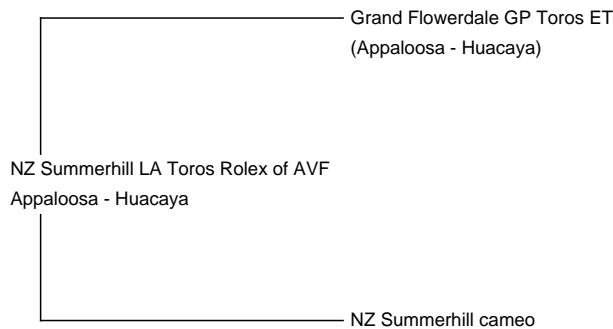 Grand Flowerdale GP Toros ET
(Appaloosa - Huacaya)
NZ Summerhill LA Toros Rolex of AVF
Appaloosa - Huacaya
NZ Summerhill cameo